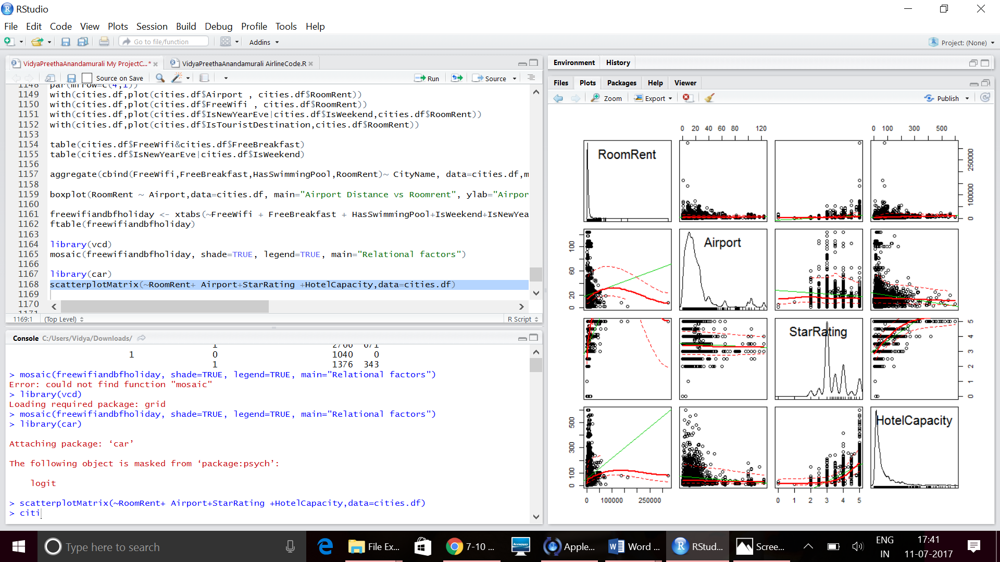 RStudio
File Edit Code View Plots Session Build Debug Profile Tools Help
Go to file/function Addins Project: (None)
VidyaPreethaAnandamurali My ProjectC...* VidyaPreethaAnandamurali AirlineCode.R
Source on Save Run Source
1148 par(mfrow=c(4,1))
1149 with(cities.df,plot(cities.df$Airport , cities.df$RoomRent))
1150 with(cities.df,plot(cities.df$FreeWifi , cities.df$RoomRent))
1151 with(cities.df,plot(cities.df$IsNewYearEve|cities.df$IsWeekend,cities.df$RoomRent))
1152 with(cities.df,plot(cities.df$IsTouristDestination,cities.df$RoomRent))
1153
1154 table(cities.df$FreeWifi&cities.df$FreeBreakfast)
1155 table(cities.df$IsNewYearEve|cities.df$IsWeekend)
1156
1157 aggregate(cbind(FreeWifi,FreeBreakfast,HasSwimmingPool,RoomRent)~ CityName, data=cities.df,m
1158
1159 boxplot(RoomRent ~ Airport,data=cities.df, main="Airport Distance vs Roomrent", ylab="Airpor
1160
1161 freewifiandbfholiday <- xtabs(~FreeWifi + FreeBreakfast + HasSwimmingPool+IsWeekend+IsNewYea
1162 ftable(freewifiandbfholiday)
1163
1164 library(vcd)
1165 mosaic(freewifiandbfholiday, shade=TRUE, legend=TRUE, main="Relational factors")
1166
1167 library(car)
1168 scatterplotMatrix(~RoomRent+ Airport+StarRating +HotelCapacity,data=cities.df)
1169
1170
1171
1169:1 (Top Level) R Script
Console C:/Users/Vidya/Downloads/
1 2766 671
1 0 1040 0
1 1376 343
> mosaic(freewifiandbfholiday, shade=TRUE, legend=TRUE, main="Relational factors")
Error: could not find function "mosaic"
> library(vcd)
Loading required package: grid
> mosaic(freewifiandbfholiday, shade=TRUE, legend=TRUE, main="Relational factors")
> library(car)
Attaching package: ‘car’
The following object is masked from ‘package:psych’:
logit
> scatterplotMatrix(~RoomRent+ Airport+StarRating +HotelCapacity,data=cities.df)
> citi
Environment History
Files Plots Packages Help Viewer
Zoom Export Publish
0 20 40 60 80 120 0 100 300 500
RoomRent
0 100000 250000
Airport
0 20 60 100
StarRating
0 1 2 3 4 5
HotelCapacity
0 100 300 500
0 100000 250000 0 1 2 3 4 5
Type here to search
File Ex... 7-10 ... lenovo Apple... Word ... RStud... Scree...
ENG
IN
17:41
11-07-2017